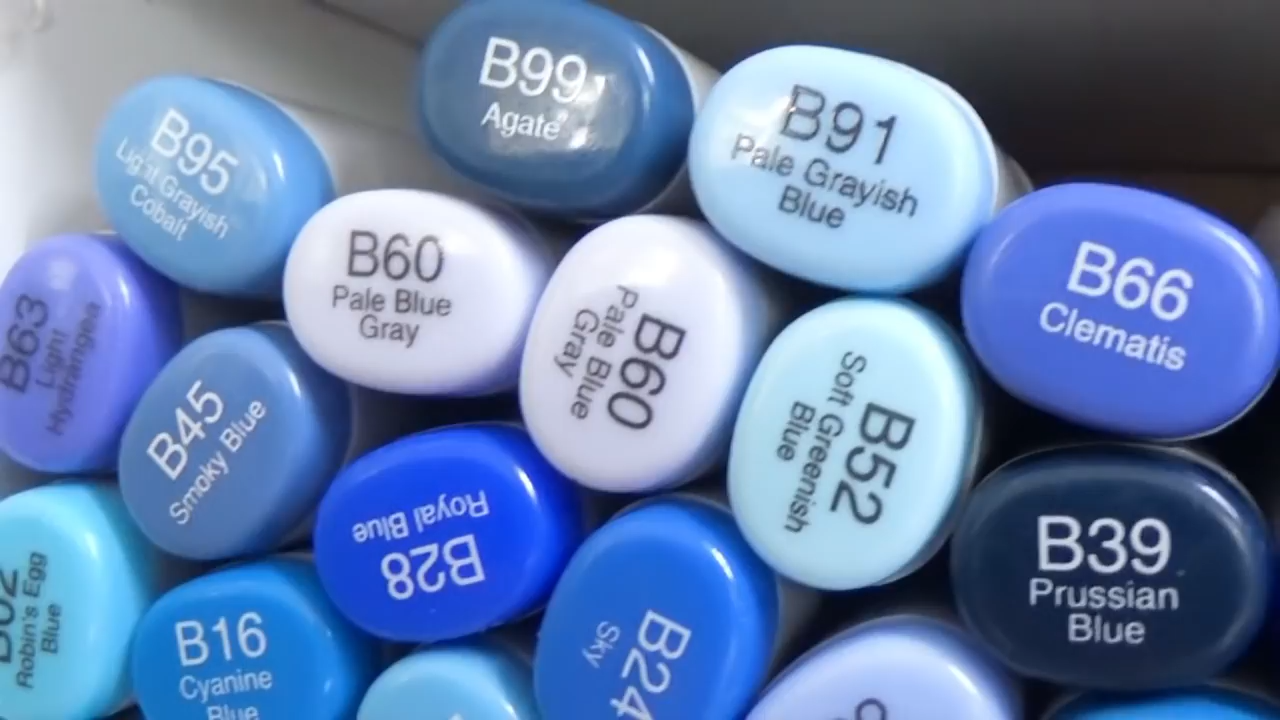 B99
Agate
B91
Pale Grayish
Blue
B95
Light Grayish
Cobalt
B66
Clematis
B60
Pale Blue
Gray
B60
Pale Blue
Gray
B63
Light
Hydrangea
B52
Soft Greenish
Blue
B45
Smoky Blue
B28
Royal Blue
B39
Prussian
Blue
B02
Robin's Egg
Blue
B16
Cyanine
Blue
B24
Sky